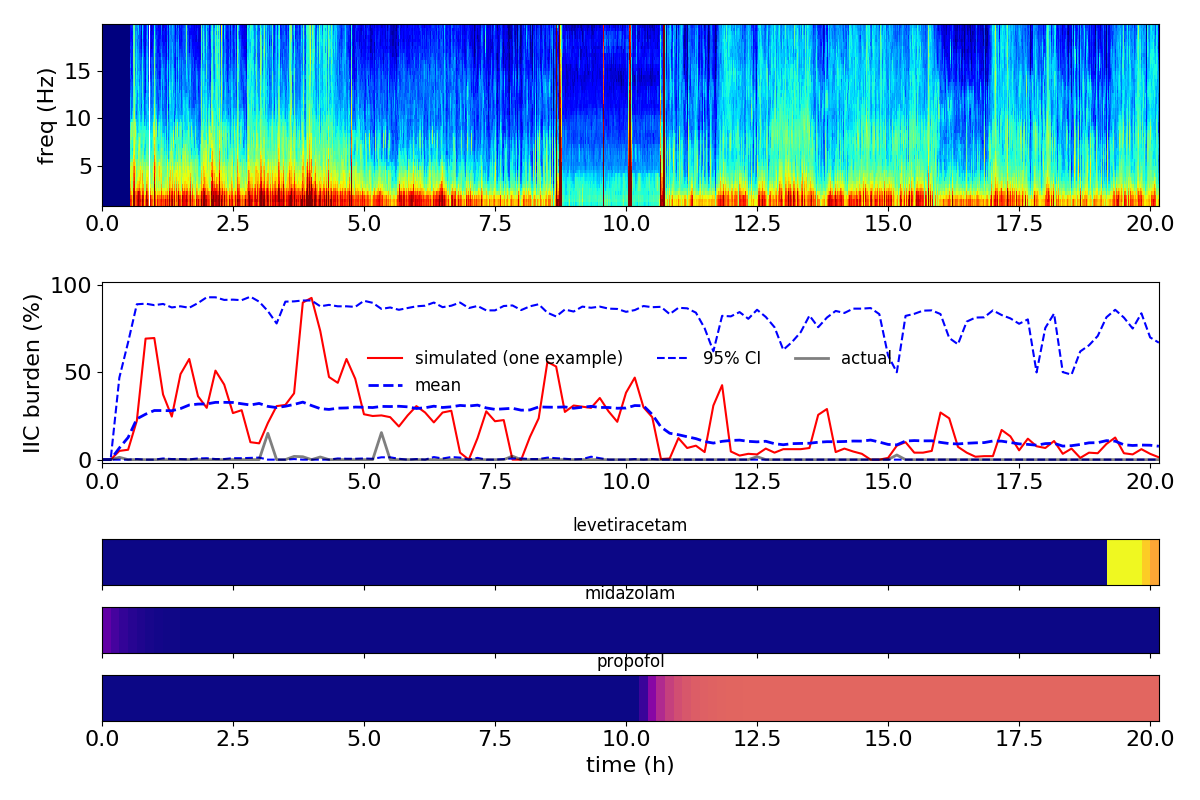 15
10
5
freq (Hz)
0.0 2.5 5.0 7.5 10.0 12.5 15.0 17.5 20.0
100
50
0
IIC burden (%)
simulated (one example) 95% CI actual
mean
0.0 2.5 5.0 7.5 10.0 12.5 15.0 17.5 20.0
levetiracetam
midazolam
propofol
0.0 2.5 5.0 7.5 10.0 12.5 15.0 17.5 20.0
time (h)